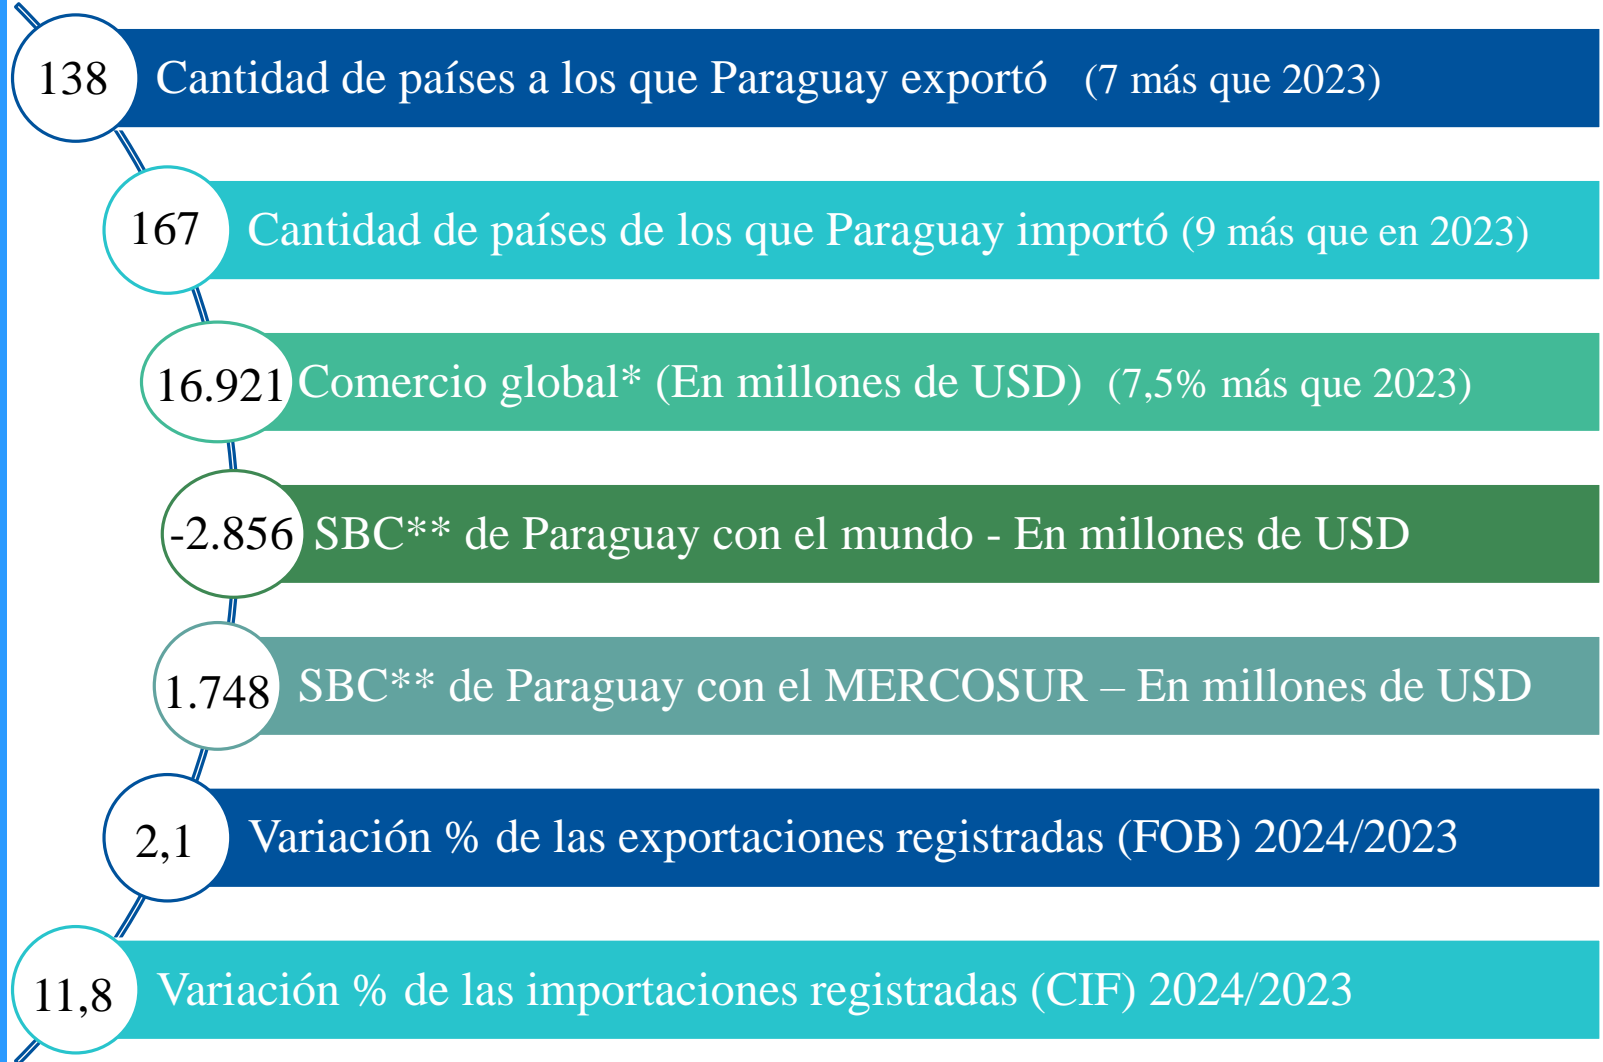 138 Cantidad de países a los que Paraguay exportó (7 más que 2023)
167 Cantidad de países de los que Paraguay importó (9 más que en 2023)
16.921 Comercio global* (En millones de USD) (7,5% más que 2023)
-2.856 SBC** de Paraguay con el mundo - En millones de USD
1.748 SBC** de Paraguay con el MERCOSUR – En millones de USD
2,1 Variación % de las exportaciones registradas (FOB) 2024/2023
11,8 Variación % de las importaciones registradas (CIF) 2024/2023